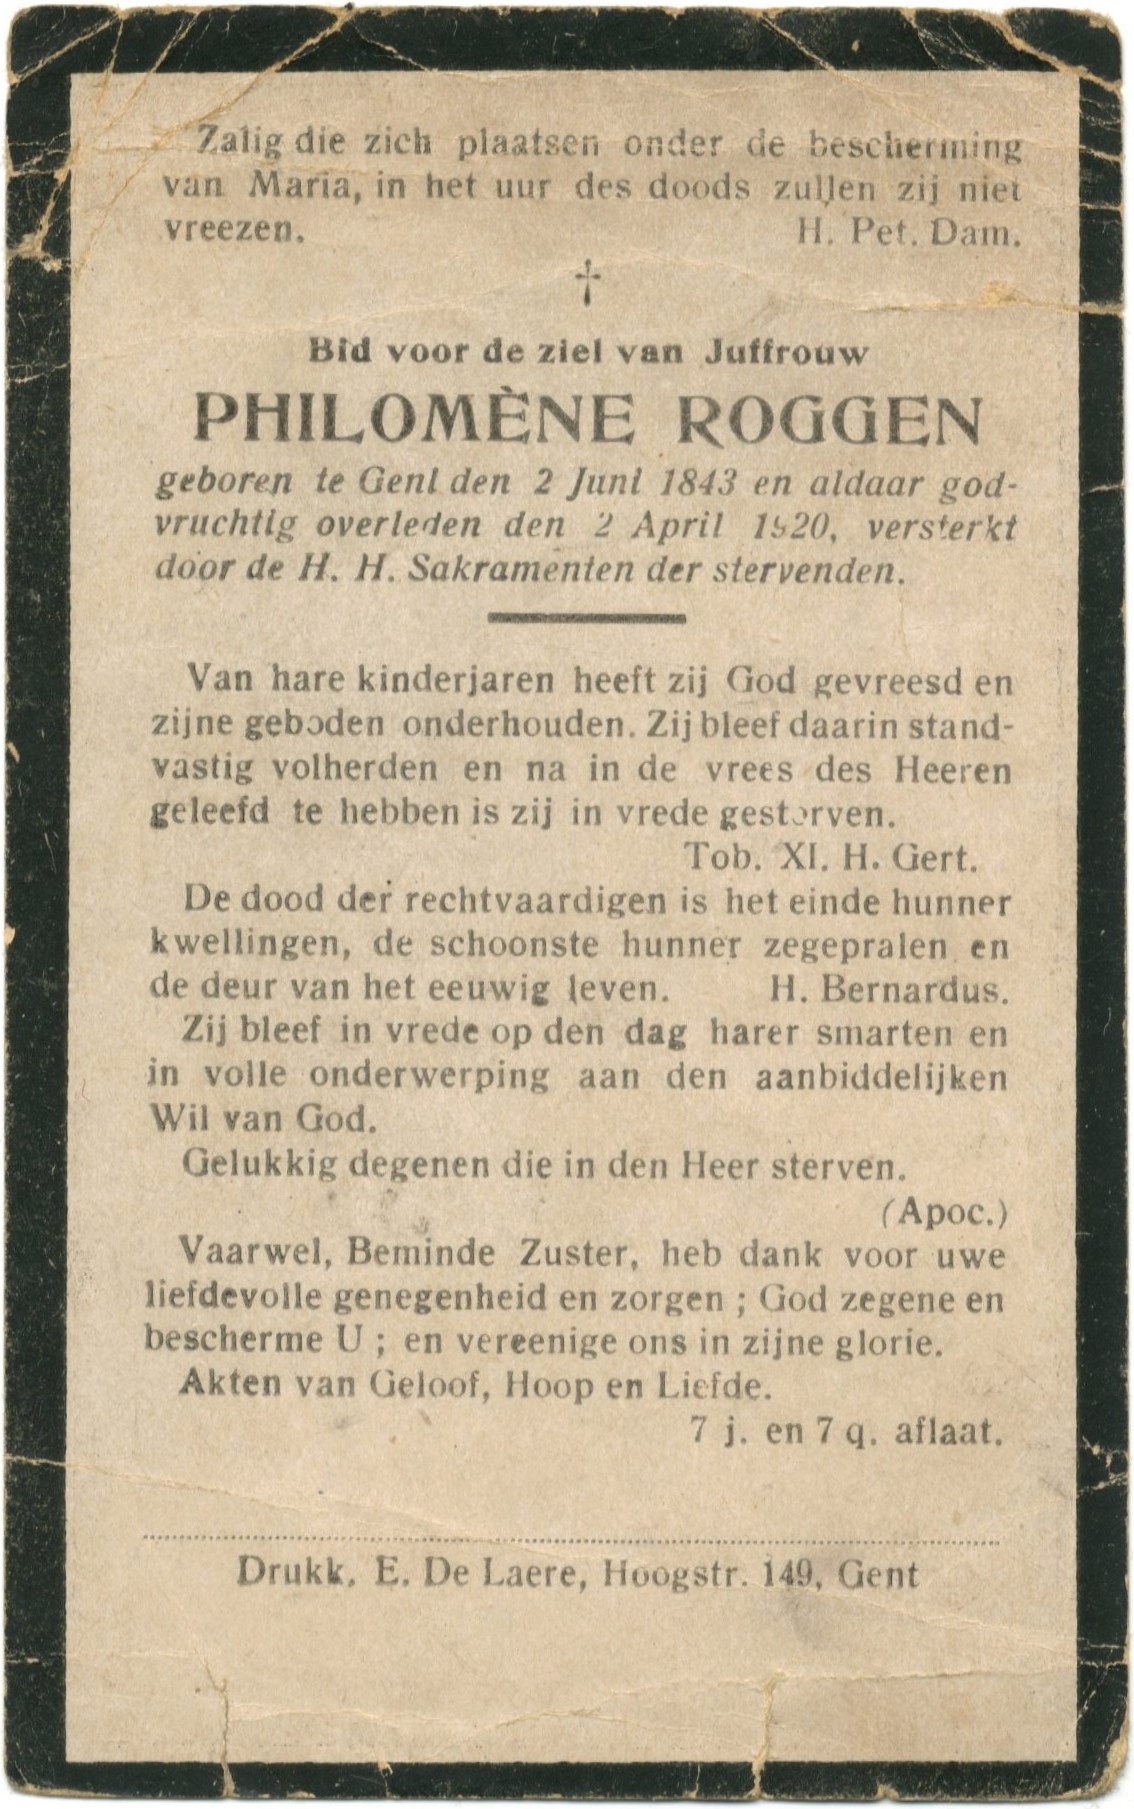 Zalig die zich plaatsen onder de bescherming
van Maria, in het uur des doods zullen zij niet
vreezen. H. Pet. Dam.
†
Bid voor de ziel van Juffrouw
PHILOMÈNE ROGGEN
geboren te Gent den 2 Juni 1843 en aldaar god-
vruchtig overleden den 2 April 1920, versterkt
door de H. H. Sakramenten der stervenden.
Van hare kinderjaren heeft zij God gevreesd en
zijne geboden onderhouden. Zij bleef daarin stand-
vastig volherden en na in de vrees des Heeren
geleefd te hebben is zij in vrede gestorven.
Tob. XI. H. Gert.
De dood der rechtvaardigen is het einde hunner
kwellingen, de schoonste hunner zegepralen en
de deur van het eeuwig leven. H. Bernardus.
Zij bleef in vrede op den dag harer smarten en
in volle onderwerping aan den aanbiddelijken
Wil van God.
Gelukkig degenen die in den Heer sterven.
(Apoc.)
Vaarwel, Beminde Zuster, heb dank voor uwe
liefdevolle genegenheid en zorgen ; God zegene en
bescherme U ; en vereenige ons in zijne glorie.
Akten van Geloof, Hoop en Liefde.
7 j. en 7 q. aflaat.
Drukk. E. De Laere, Hoogstr. 149, Gent